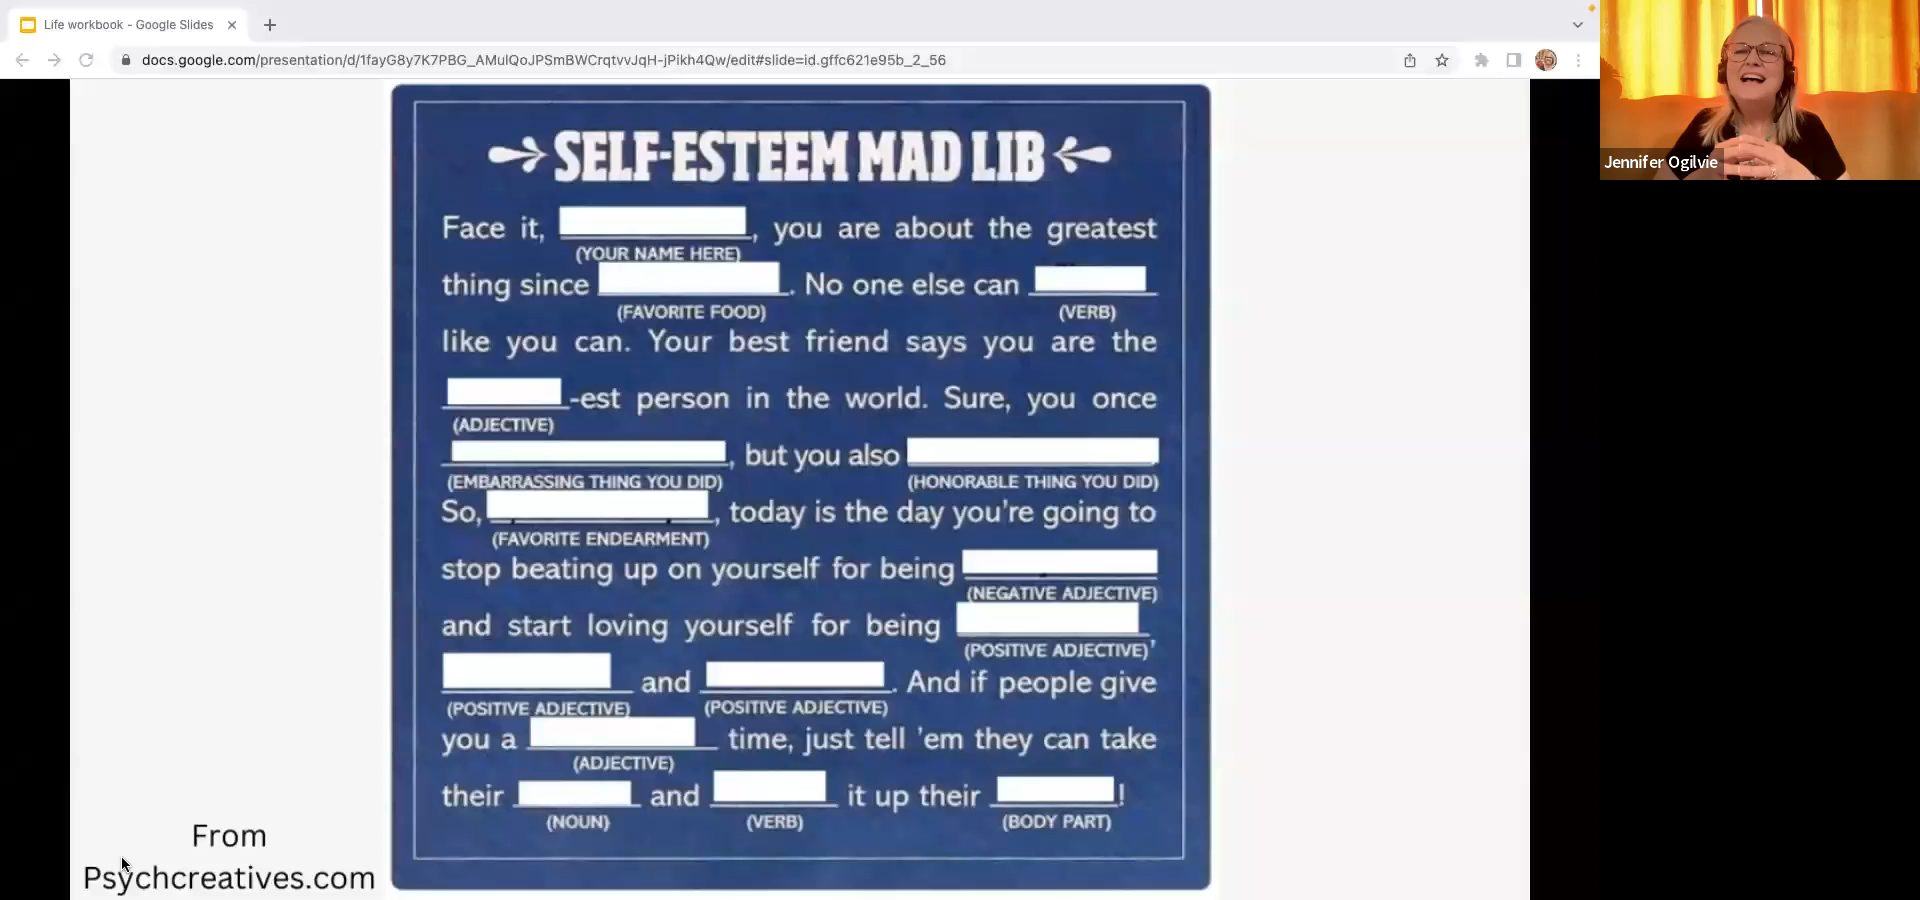 Life workbook - Google Slides
docs.google.com/presentation/d/1fayG8y7K7PBG_AMulQoJPSmBWCrqtvvJqH-jPikh4Qw/edit#slide=id.gffc621e95b_2_56
Jennifer Ogilvie
SELF-ESTEEM MAD LIB
Face it, , you are about the greatest
(YOUR NAME HERE)
thing since . No one else can
(FAVORITE FOOD) (VERB)
like you can. Your best friend says you are the
-est person in the world. Sure, you once
(ADJECTIVE)
, but you also
(EMBARRASSING THING YOU DID) (HONORABLE THING YOU DID)
So, , today is the day you're going to
(FAVORITE ENDEARMENT)
stop beating up on yourself for being
(NEGATIVE ADJECTIVE)
and start loving yourself for being ,
(POSITIVE ADJECTIVE)
and . And if people give
(POSITIVE ADJECTIVE) (POSITIVE ADJECTIVE)
you a time, just tell 'em they can take
(ADJECTIVE)
their and it up their !
(NOUN) (VERB) (BODY PART)
From
Psychcreatives.com